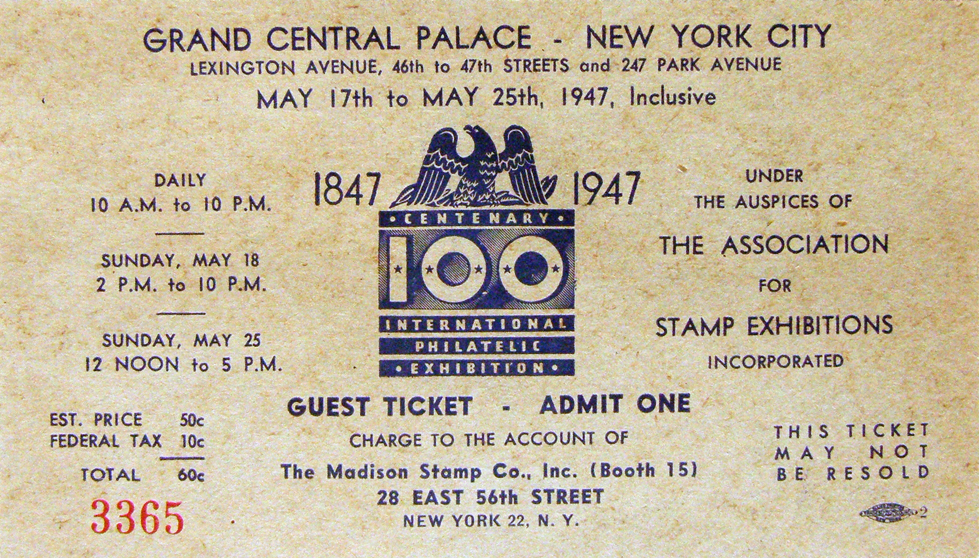 GRAND CENTRAL PALACE - NEW YORK CITY
LEXINGTON AVENUE, 46th to 47th STREETS and 247 PARK AVENUE
MAY 17th to MAY 25th, 1947, Inclusive
DAILY
10 A.M. to 10 P.M.
SUNDAY, MAY 18
2 P.M. to 10 P.M.
SUNDAY, MAY 25
12 NOON to 5 P.M.
1847 1947
• CENTENARY •
100
INTERNATIONAL
PHILATELIC
• EXHIBITION •
UNDER
THE AUSPICES OF
THE ASSOCIATION
FOR
STAMP EXHIBITIONS
INCORPORATED
GUEST TICKET - ADMIT ONE
CHARGE TO THE ACCOUNT OF
The Madison Stamp Co., Inc. (Booth 15)
28 EAST 56th STREET
NEW YORK 22, N. Y.
EST. PRICE 50c
FEDERAL TAX 10c
TOTAL 60c
3365
THIS TICKET
MAY NOT
BE RESOLD
2